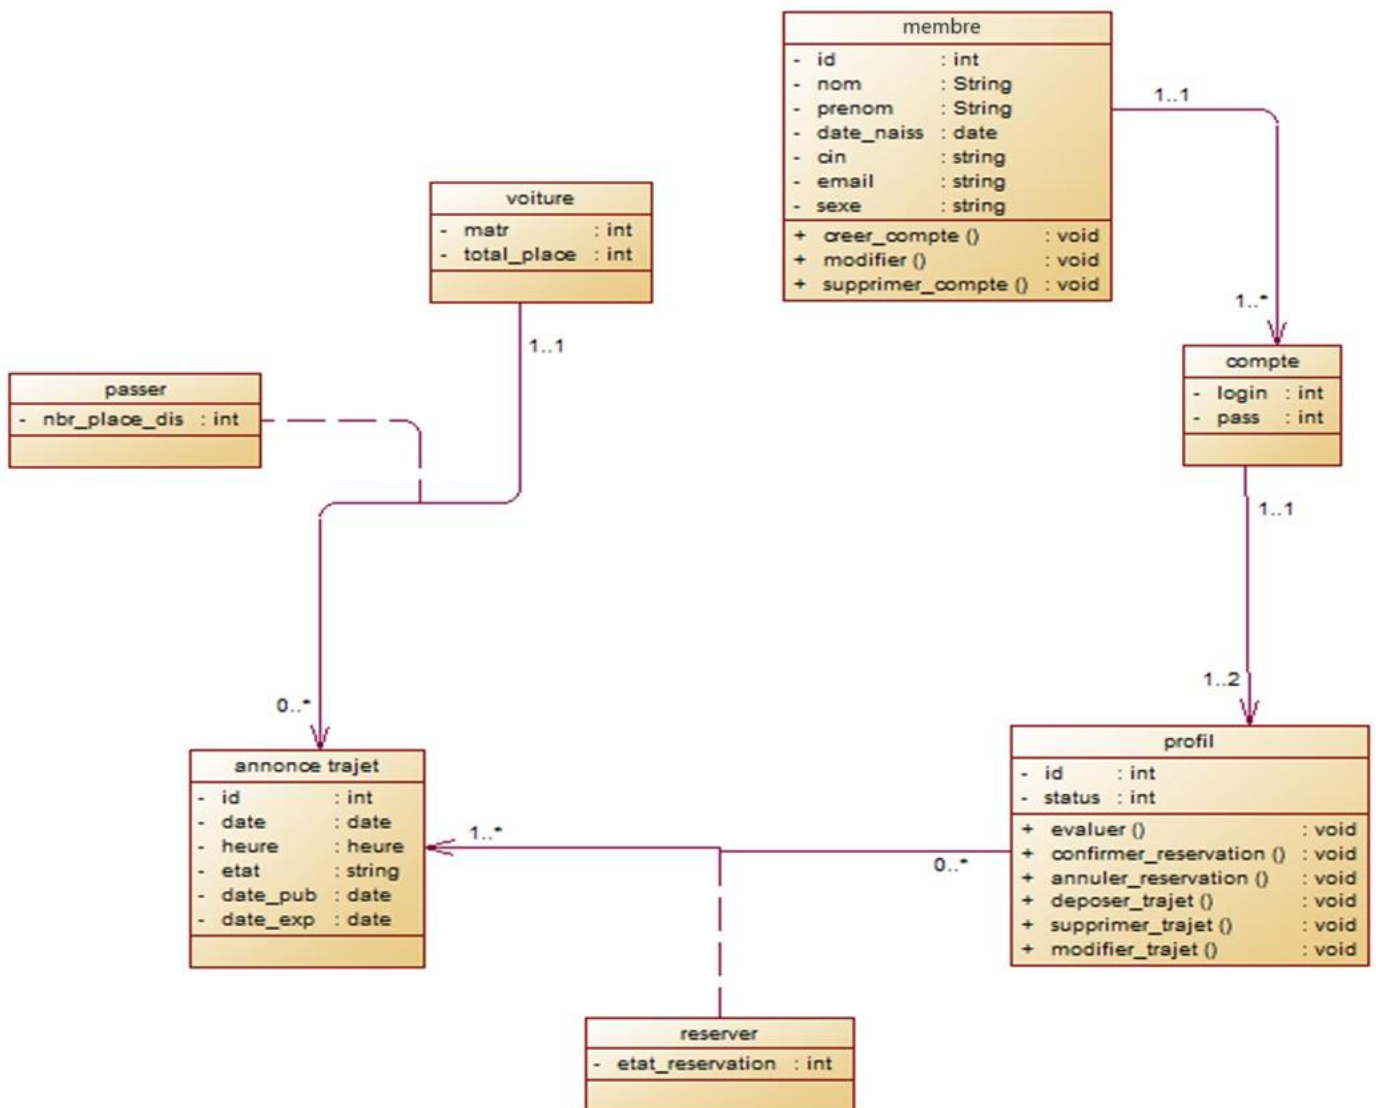 membre
- id : int
- nom : String
- prenom : String
- date_naiss : date
- cin : string
- email : string
- sexe : string
+ creer_compte () : void
+ modifier () : void
+ supprimer_compte () : void
1..1
1..*
voiture
- matr : int
- total_place : int
1..1
passer
- nbr_place_dis : int
compte
- login : int
- pass : int
1..1
1..2
0..*
annonce trajet
- id : int
- date : date
- heure : heure
- etat : string
- date_pub : date
- date_exp : date
1..*
0..*
profil
- id : int
- status : int
+ evaluer () : void
+ confirmer_reservation () : void
+ annuler_reservation () : void
+ deposer_trajet () : void
+ supprimer_trajet () : void
+ modifier_trajet () : void
reserver
- etat_reservation : int